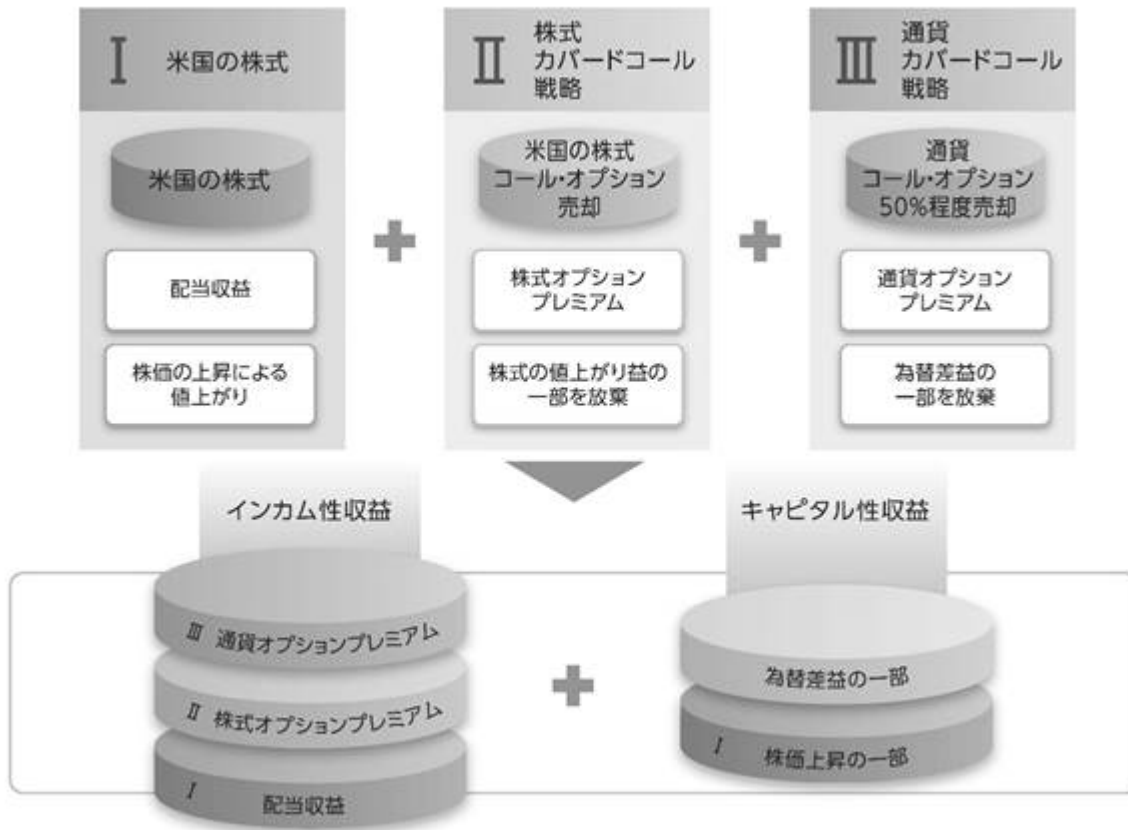 Ⅰ 米国の株式
米国の株式
配当収益
株価の上昇による
値上がり
Ⅱ 株式
カバードコール
戦略
米国の株式
コール・オプション
売却
株式オプション
プレミアム
株式の値上がり益の
一部を放棄
Ⅲ 通貨
カバードコール
戦略
通貨
コール・オプション
50%程度売却
通貨オプション
プレミアム
為替差益の
一部を放棄
インカム性収益
Ⅲ 通貨オプションプレミアム
Ⅱ 株式オプションプレミアム
Ⅰ 配当収益
キャピタル性収益
為替差益の一部
Ⅰ 株価上昇の一部